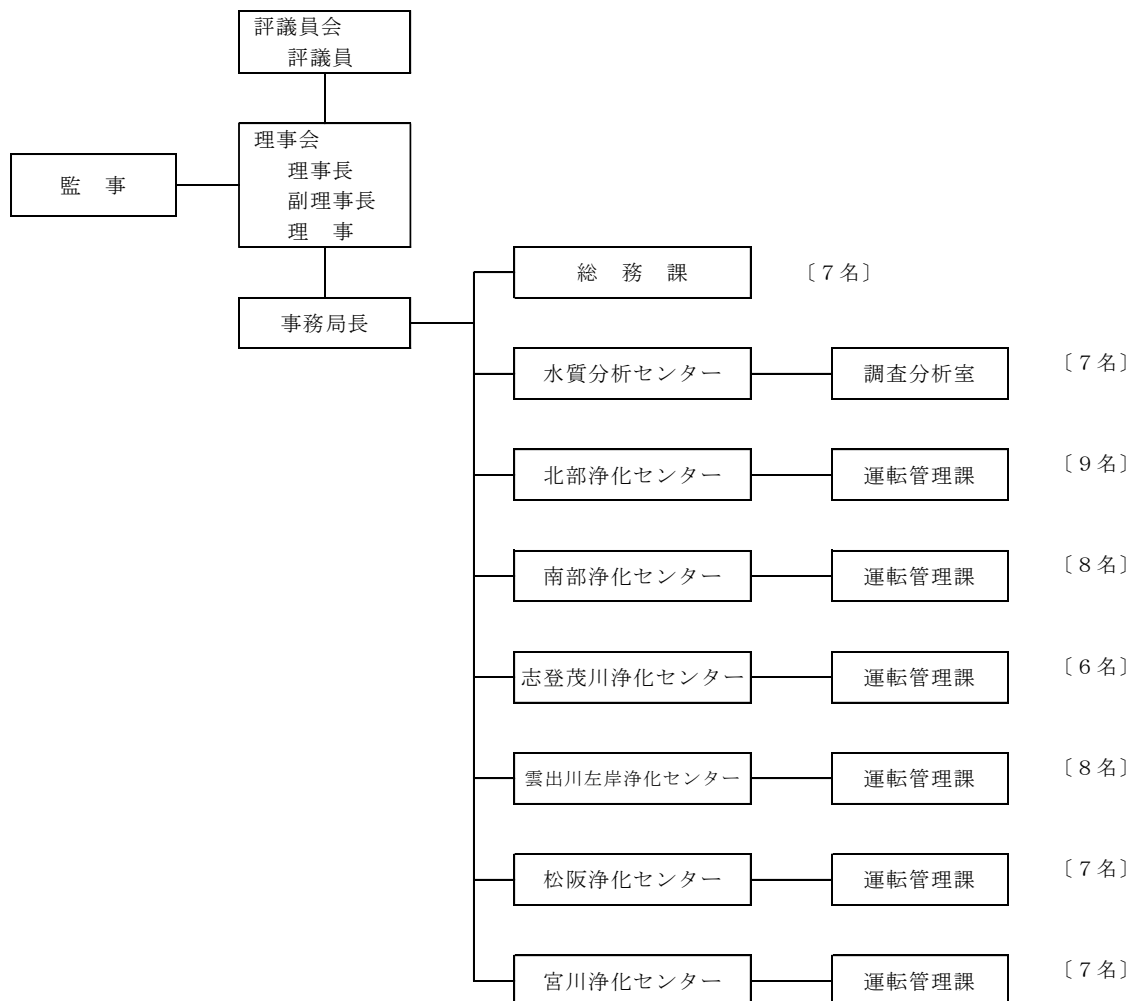 評議員会
評議員
理事会
理事長
副理事長
理　事
監　事
事務局長
総　務　課　〔７名〕
水質分析センター　調査分析室　〔７名〕
北部浄化センター　運転管理課　〔９名〕
南部浄化センター　運転管理課　〔８名〕
志登茂川浄化センター　運転管理課　〔６名〕
雲出川左岸浄化センター　運転管理課　〔８名〕
松阪浄化センター　運転管理課　〔７名〕
宮川浄化センター　運転管理課　〔７名〕